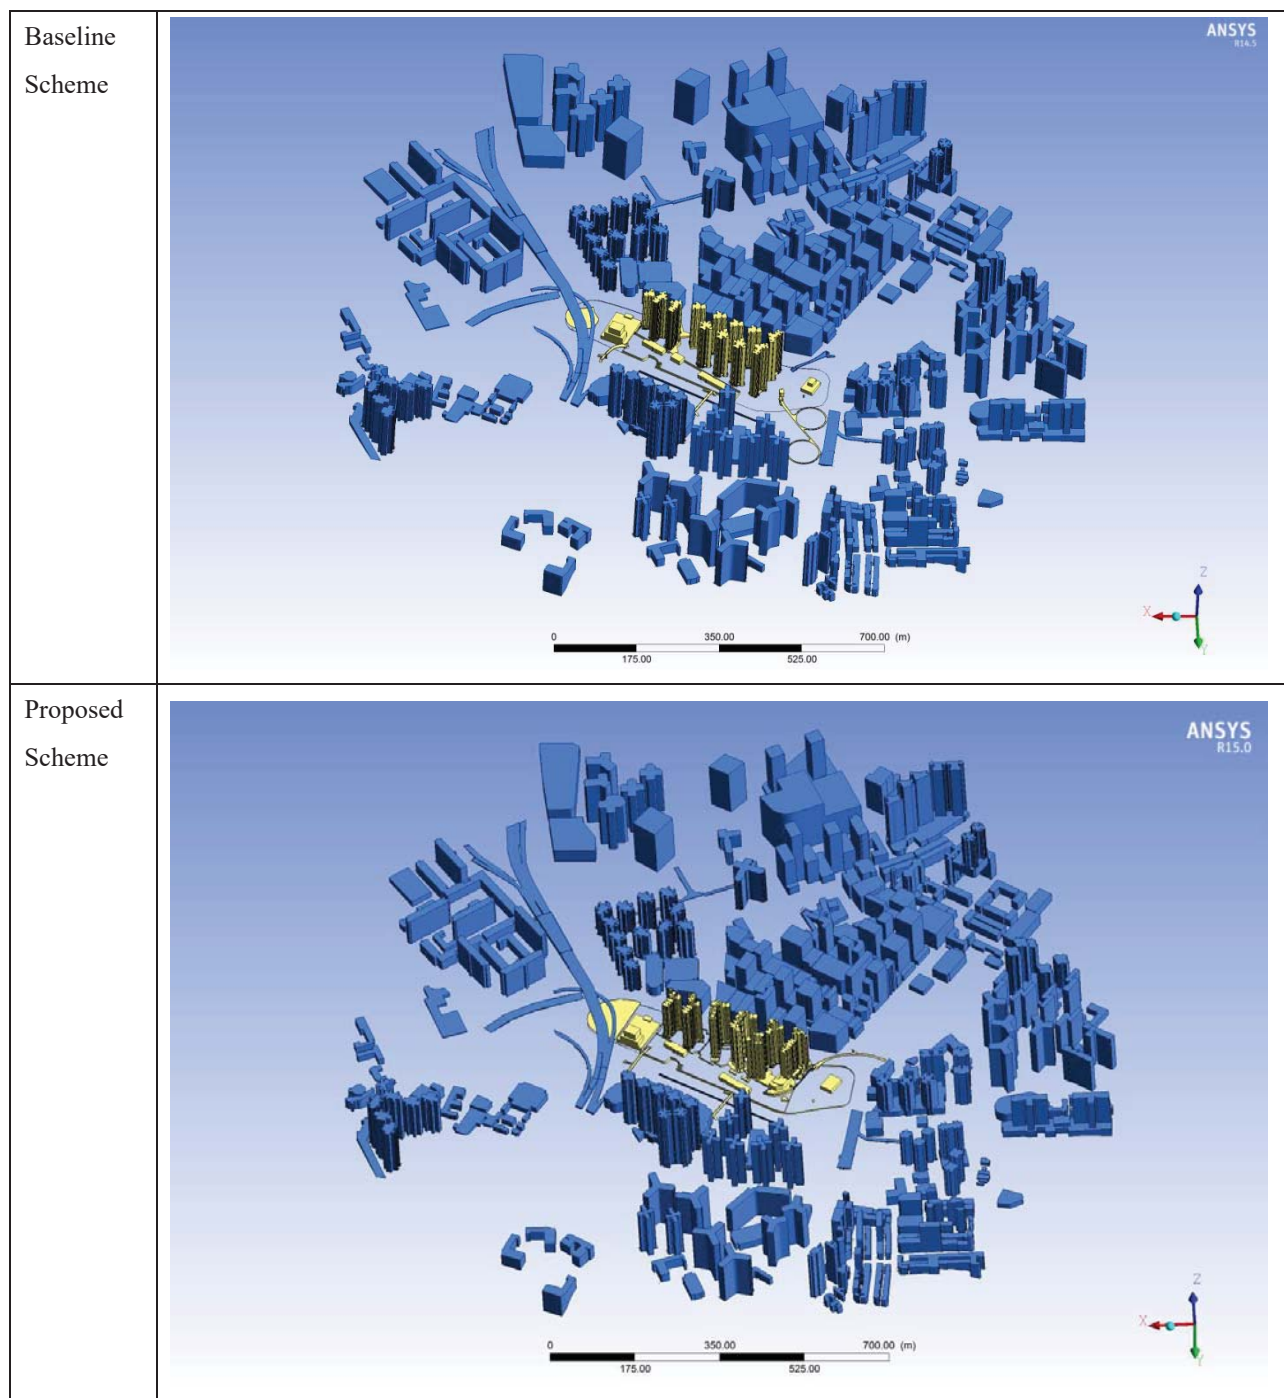 Baseline
Scheme
ANSYS
R14.5
Z
X
Y
0
350.00
700.00 (m)
175.00
525.00
Proposed
Scheme
ANSYS
R15.0
Z
X
Y
0
350.00
700.00 (m)
175.00
525.00